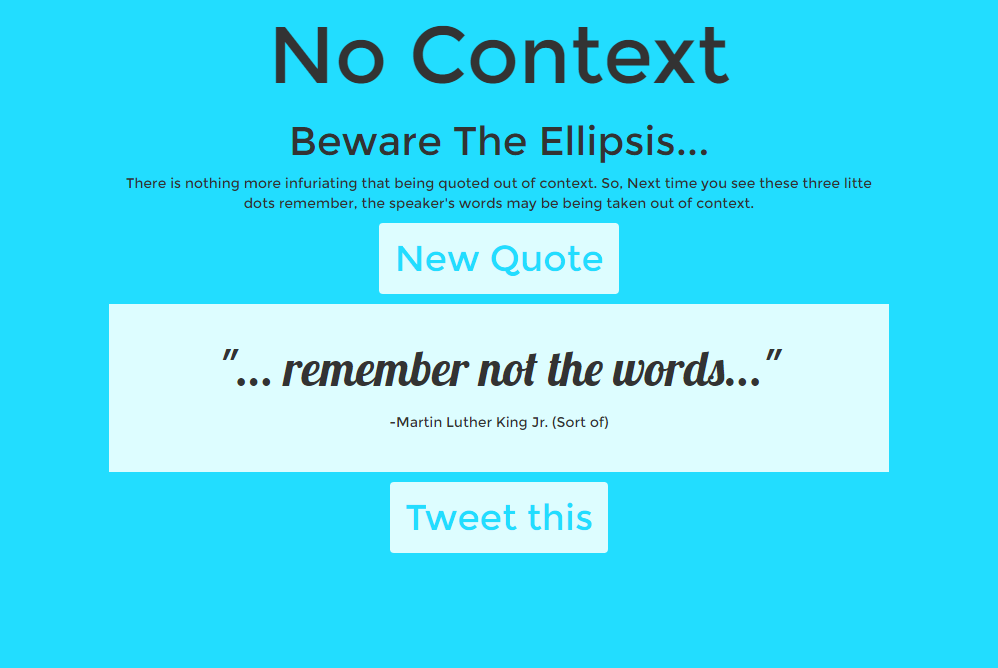 No Context
Beware The Ellipsis...
There is nothing more infuriating that being quoted out of context. So, Next time you see these three litte
dots remember, the speaker's words may be being taken out of context.
New Quote
"... remember not the words..."
-Martin Luther King Jr. (Sort of)
Tweet this